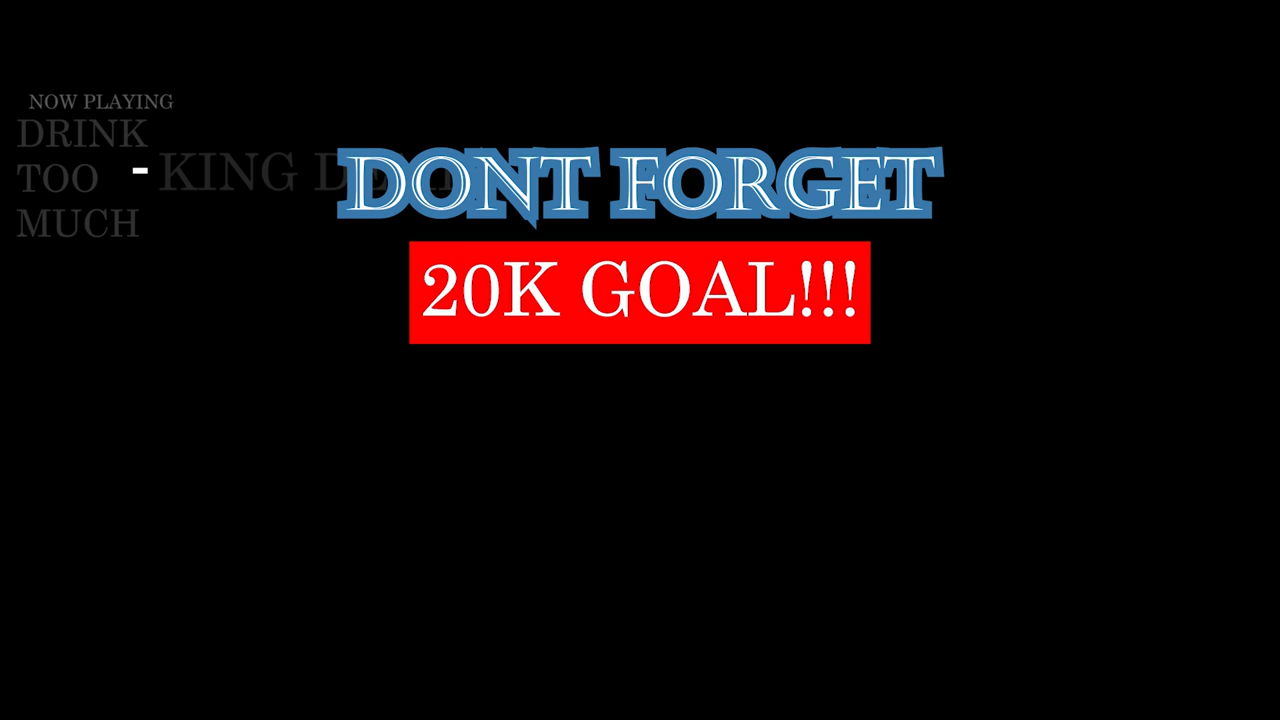 NOW PLAYING
DRINK
TOO
MUCH
- KING
DONT FORGET
20K GOAL!!!